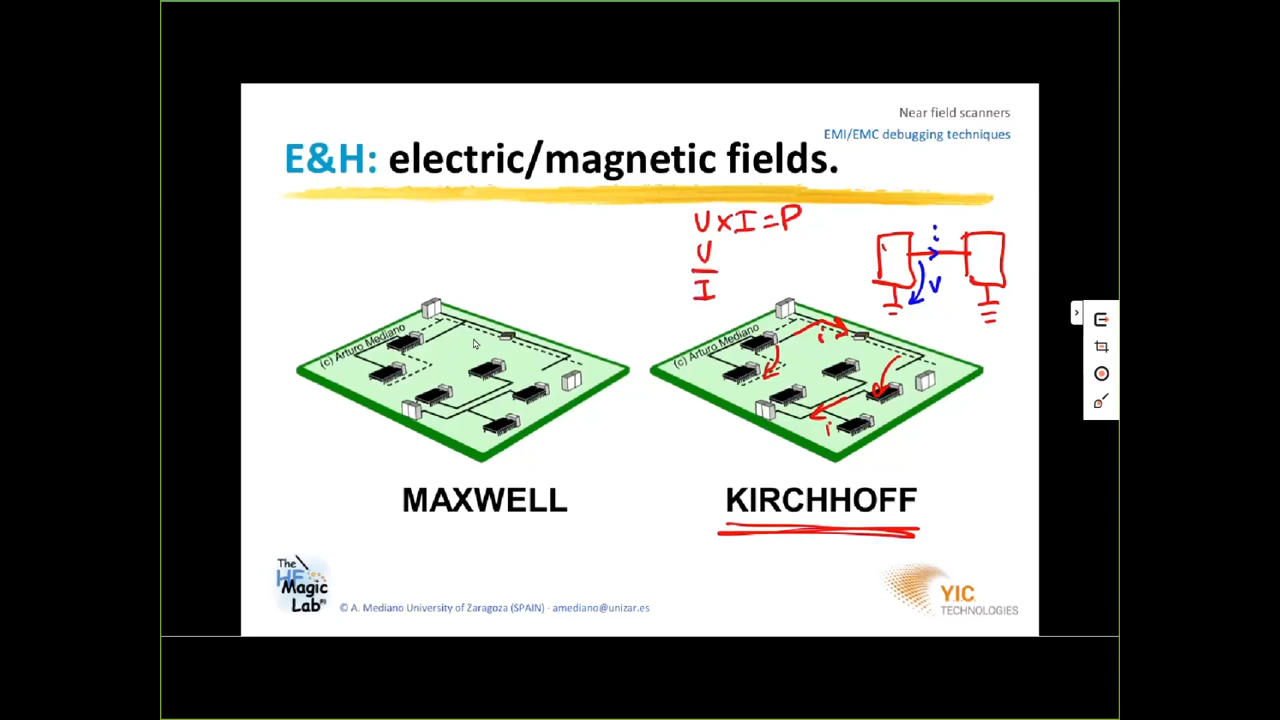 Near field scanners
EMI/EMC debugging techniques
E&H: electric/magnetic fields.
V x I = P
V
I
i
V
(c) Arturo Mediano
(c) Arturo Mediano
i
i
MAXWELL
KIRCHHOFF
The
HF
Magic
Lab®
© A. Mediano University of Zaragoza (SPAIN) - amediano@unizar.es
Y.I.C.
TECHNOLOGIES